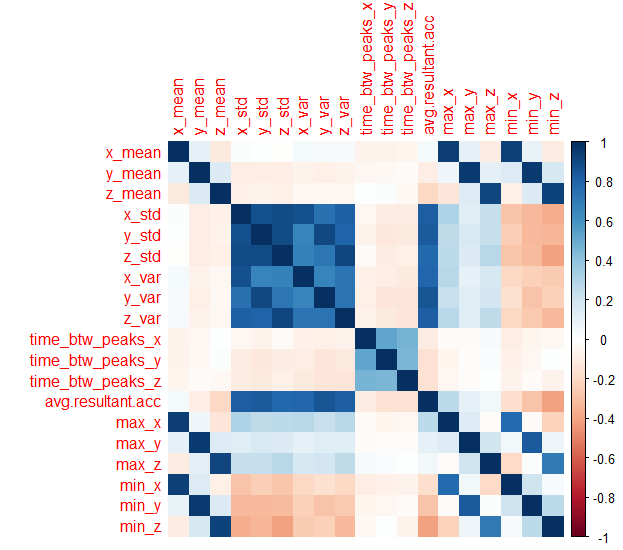 x_mean
y_mean
z_mean
x_std
y_std
z_std
x_var
y_var
z_var
time_btw_peaks_x
time_btw_peaks_y
time_btw_peaks_z
avg.resultant.acc
max_x
max_y
max_z
min_x
min_y
min_z
x_mean
y_mean
z_mean
x_std
y_std
z_std
x_var
y_var
z_var
time_btw_peaks_x
time_btw_peaks_y
time_btw_peaks_z
avg.resultant.acc
max_x
max_y
max_z
min_x
min_y
min_z
1
0.8
0.6
0.4
0.2
0
-0.2
-0.4
-0.6
-0.8
-1